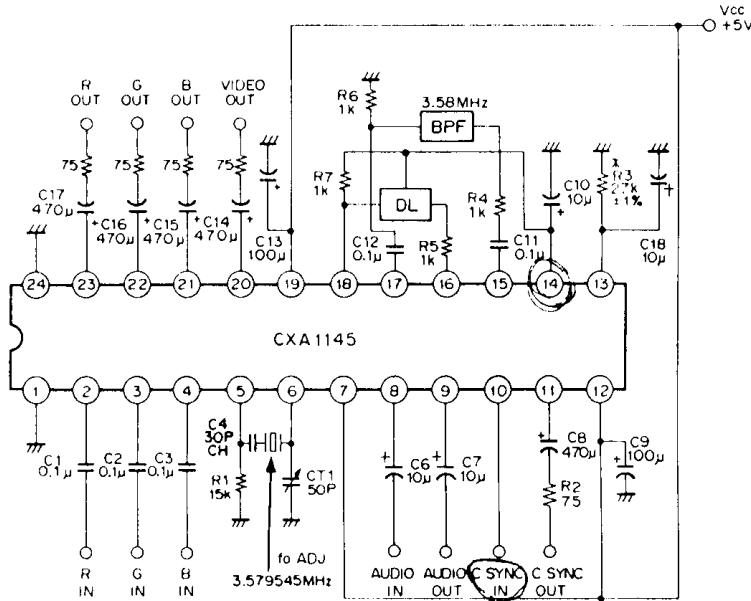 Vcc
+5V
R OUT
G OUT
B OUT
VIDEO OUT
R6
1k
3.58MHz
BPF
75
75
75
75
R7
1k
DL
R4
1k
C10
10μ
*
R3
27k
±1%
C18
10μ
C17
470μ
C16
470μ
C15
470μ
C14
470μ
C13
100μ
C12
0.1μ
R5
1k
C11
0.1μ
24 23 22 21 20 19 18 17 16 15 14 13
CXA1145
1 2 3 4 5 6 7 8 9 10 11 12
C1
0.1μ
C2
0.1μ
C3
0.1μ
C4
30P
CH
R1
15k
CT1
50P
C6
10μ
C7
10μ
C8
470μ
R2
75
C9
100μ
fo ADJ
3.579545MHz
R IN
G IN
B IN
AUDIO IN
AUDIO OUT
C SYNC IN
C SYNC OUT